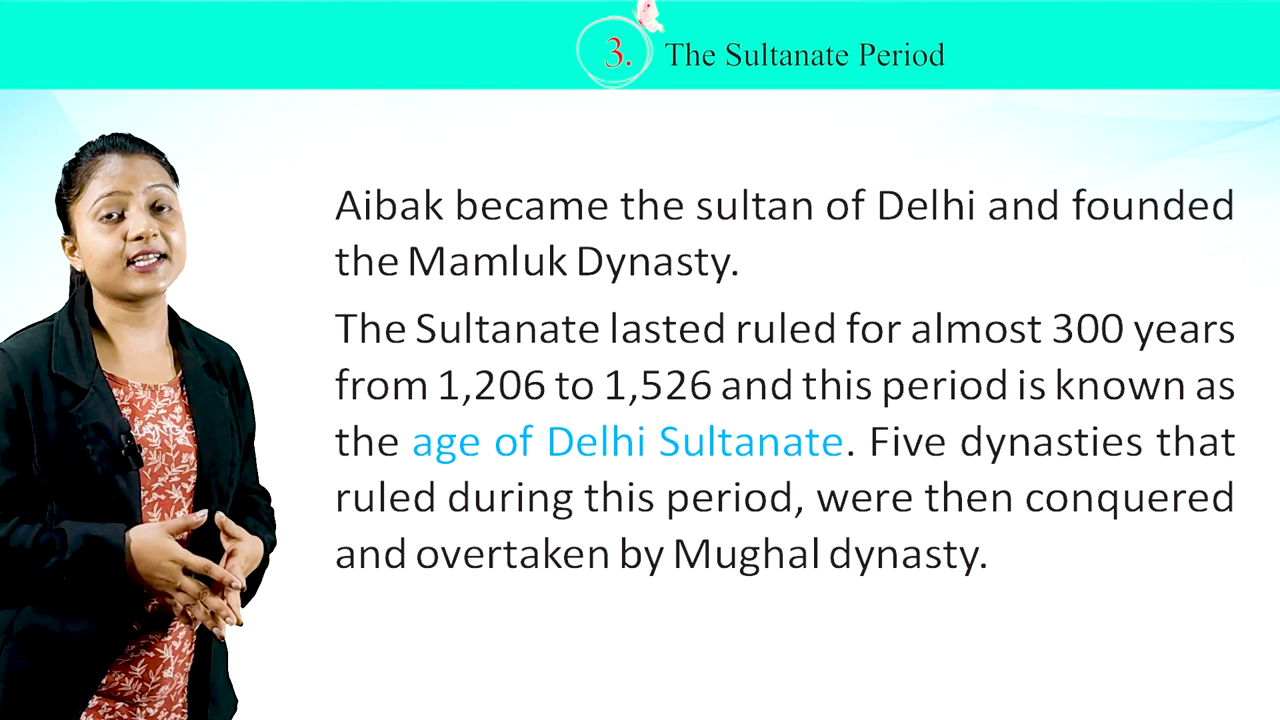 3. The Sultanate Period
Aibak became the sultan of Delhi and founded
the Mamluk Dynasty.
The Sultanate lasted ruled for almost 300 years
from 1,206 to 1,526 and this period is known as
the age of Delhi Sultanate. Five dynasties that
ruled during this period, were then conquered
and overtaken by Mughal dynasty.